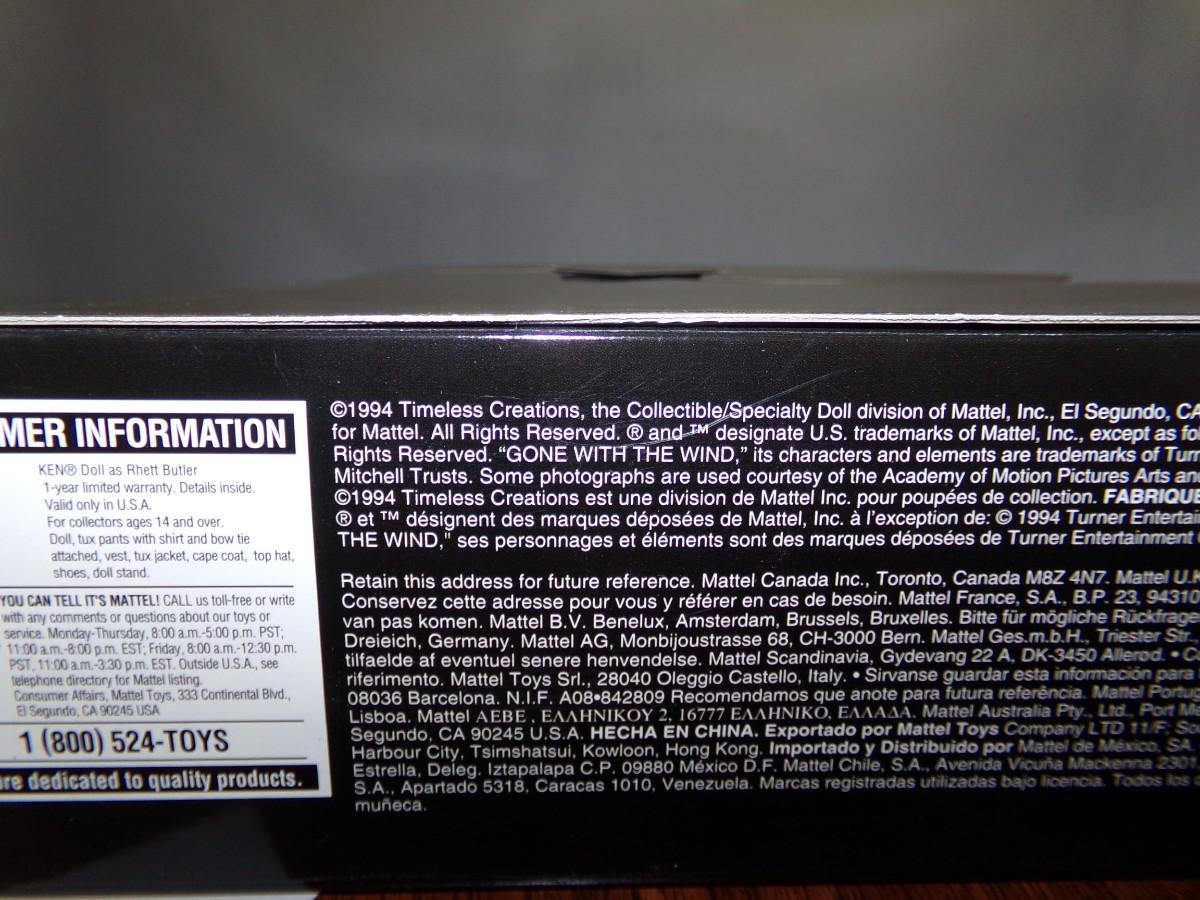 MER INFORMATION
KEN® Doll as Rhett Butler
1-year limited warranty. Details inside.
Valid only in U.S.A.
For collectors ages 14 and over.
Doll, tux pants with shirt and bow tie
attached, vest, tux jacket, cape coat, top hat,
shoes, doll stand.
YOU CAN TELL IT'S MATTEL! CALL us toll-free or write
with any comments or questions about our toys or
service. Monday-Thursday, 8:00 a.m.-5:00 p.m. PST;
11:00 a.m.-8:00 p.m. EST; Friday, 8:00 a.m.-12:30 p.m.
PST, 11:00 a.m.-3:30 p.m. EST. Outside U.S.A., see
telephone directory for Mattel listing.
Consumer Affairs, Mattel Toys, 333 Continental Blvd.,
El Segundo, CA 90245 USA
1 (800) 524-TOYS
are dedicated to quality products.
©1994 Timeless Creations, the Collectible/Specialty Doll division of Mattel, Inc., El Segundo, CA
for Mattel. All Rights Reserved. ® and ™ designate U.S. trademarks of Mattel, Inc., except as fol
Rights Reserved. “GONE WITH THE WIND,” its characters and elements are trademarks of Turn
Mitchell Trusts. Some photographs are used courtesy of the Academy of Motion Pictures Arts an
©1994 Timeless Creations est une division de Mattel Inc. pour poupées de collection. FABRIQUÉ
® et ™ désignent des marques déposées de Mattel, Inc. à l'exception de: © 1994 Turner Entertai
THE WIND," ses personnages et éléments sont des marques déposées de Turner Entertainment
Retain this address for future reference. Mattel Canada Inc., Toronto, Canada M8Z 4N7. Mattel U.K
Conservez cette adresse pour vous y référer en cas de besoin. Mattel France, S.A., B.P. 23, 94310
van pas komen. Mattel B.V. Benelux, Amsterdam, Brussels, Bruxelles. Bitte für mögliche Rückfrage
Dreieich, Germany. Mattel AG, Monbijoustrasse 68, CH-3000 Bern. Mattel Ges.m.b.H., Triester Str.
tilfaelde af eventuel senere henvendelse. Mattel Scandinavia, Gydevang 22 A, DK-3450 Allerod. • Co
riferimento. Mattel Toys Srl., 28040 Oleggio Castello, Italy. • Sirvanse guardar esta información para
08036 Barcelona. N.I.F. A08•842809 Recomendamos que anote para futura referência. Mattel Portu
Lisboa. Mattel AEBE , ΕΛΛΗΝΙΚΟΥ 2, 16777 ΕΛΛΗΝΙΚΟ, ΕΛΛΑΔΑ. Mattel Australia Pty., Ltd., Port M
Segundo, CA 90245 U.S.A. HECHA EN CHINA. Exportado por Mattel Toys Company LTD 11/F, So
Harbour City, Tsimshatsui, Kowloon, Hong Kong. Importado y Distribuido por Mattel de México, SA
Estrella, Deleg. Iztapalapa C.P. 09880 México D.F. Mattel Chile, S.A., Avenida Vicuña Mackenna 2301
S.A., Apartado 5318, Caracas 1010, Venezuela. Marcas registradas utilizadas bajo licencia. Todos los
muñeca.